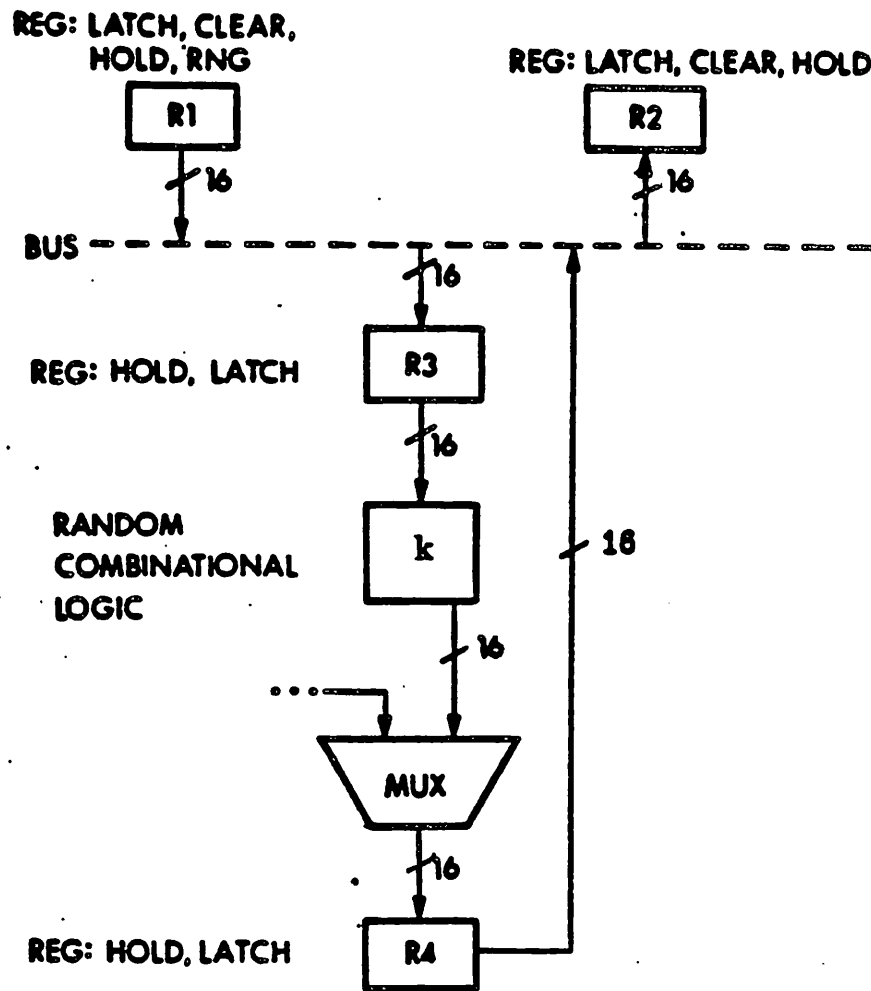 REG: LATCH, CLEAR,
HOLD, RNG
REG: LATCH, CLEAR, HOLD
R1
R2
16
16
BUS
16
REG: HOLD, LATCH
R3
16
RANDOM
COMBINATIONAL
LOGIC
k
16
16
MUX
16
REG: HOLD, LATCH
R4